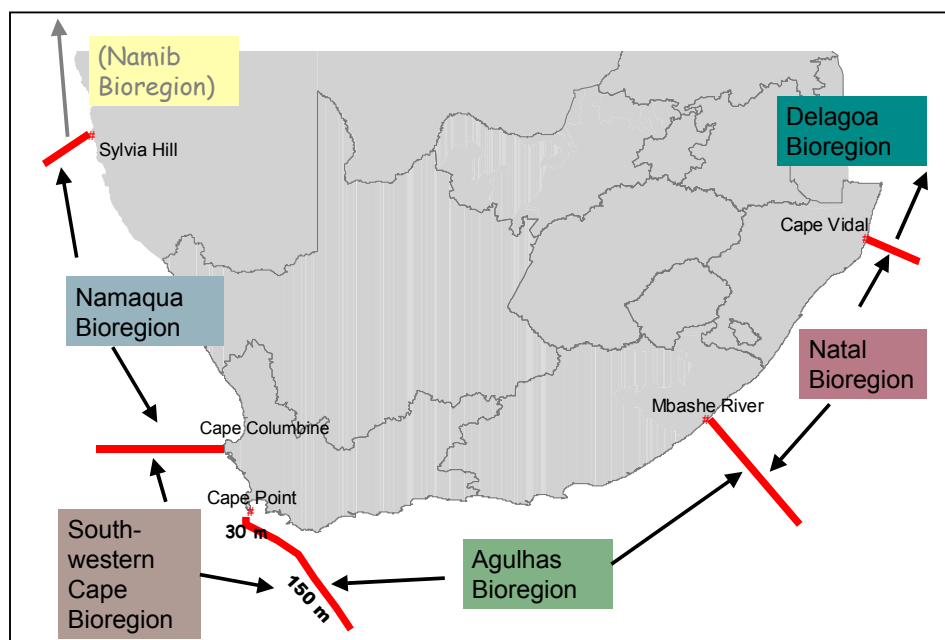 (Namib
Bioregion)
Sylvia Hill
Delagoa
Bioregion
Cape Vidal
Namaqua
Bioregion
Natal
Bioregion
Mbashe River
Cape Columbine
Cape Point
30 m
South-
western
Cape
Bioregion
150 m
Agulhas
Bioregion